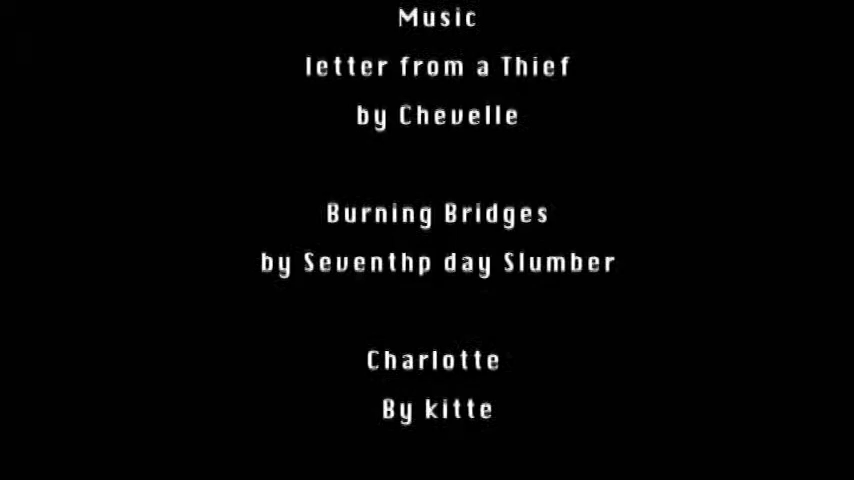 Music
letter from a Thief
by Chevelle
Burning Bridges
by Seventhp day Slumber
Charlotte
By kitte